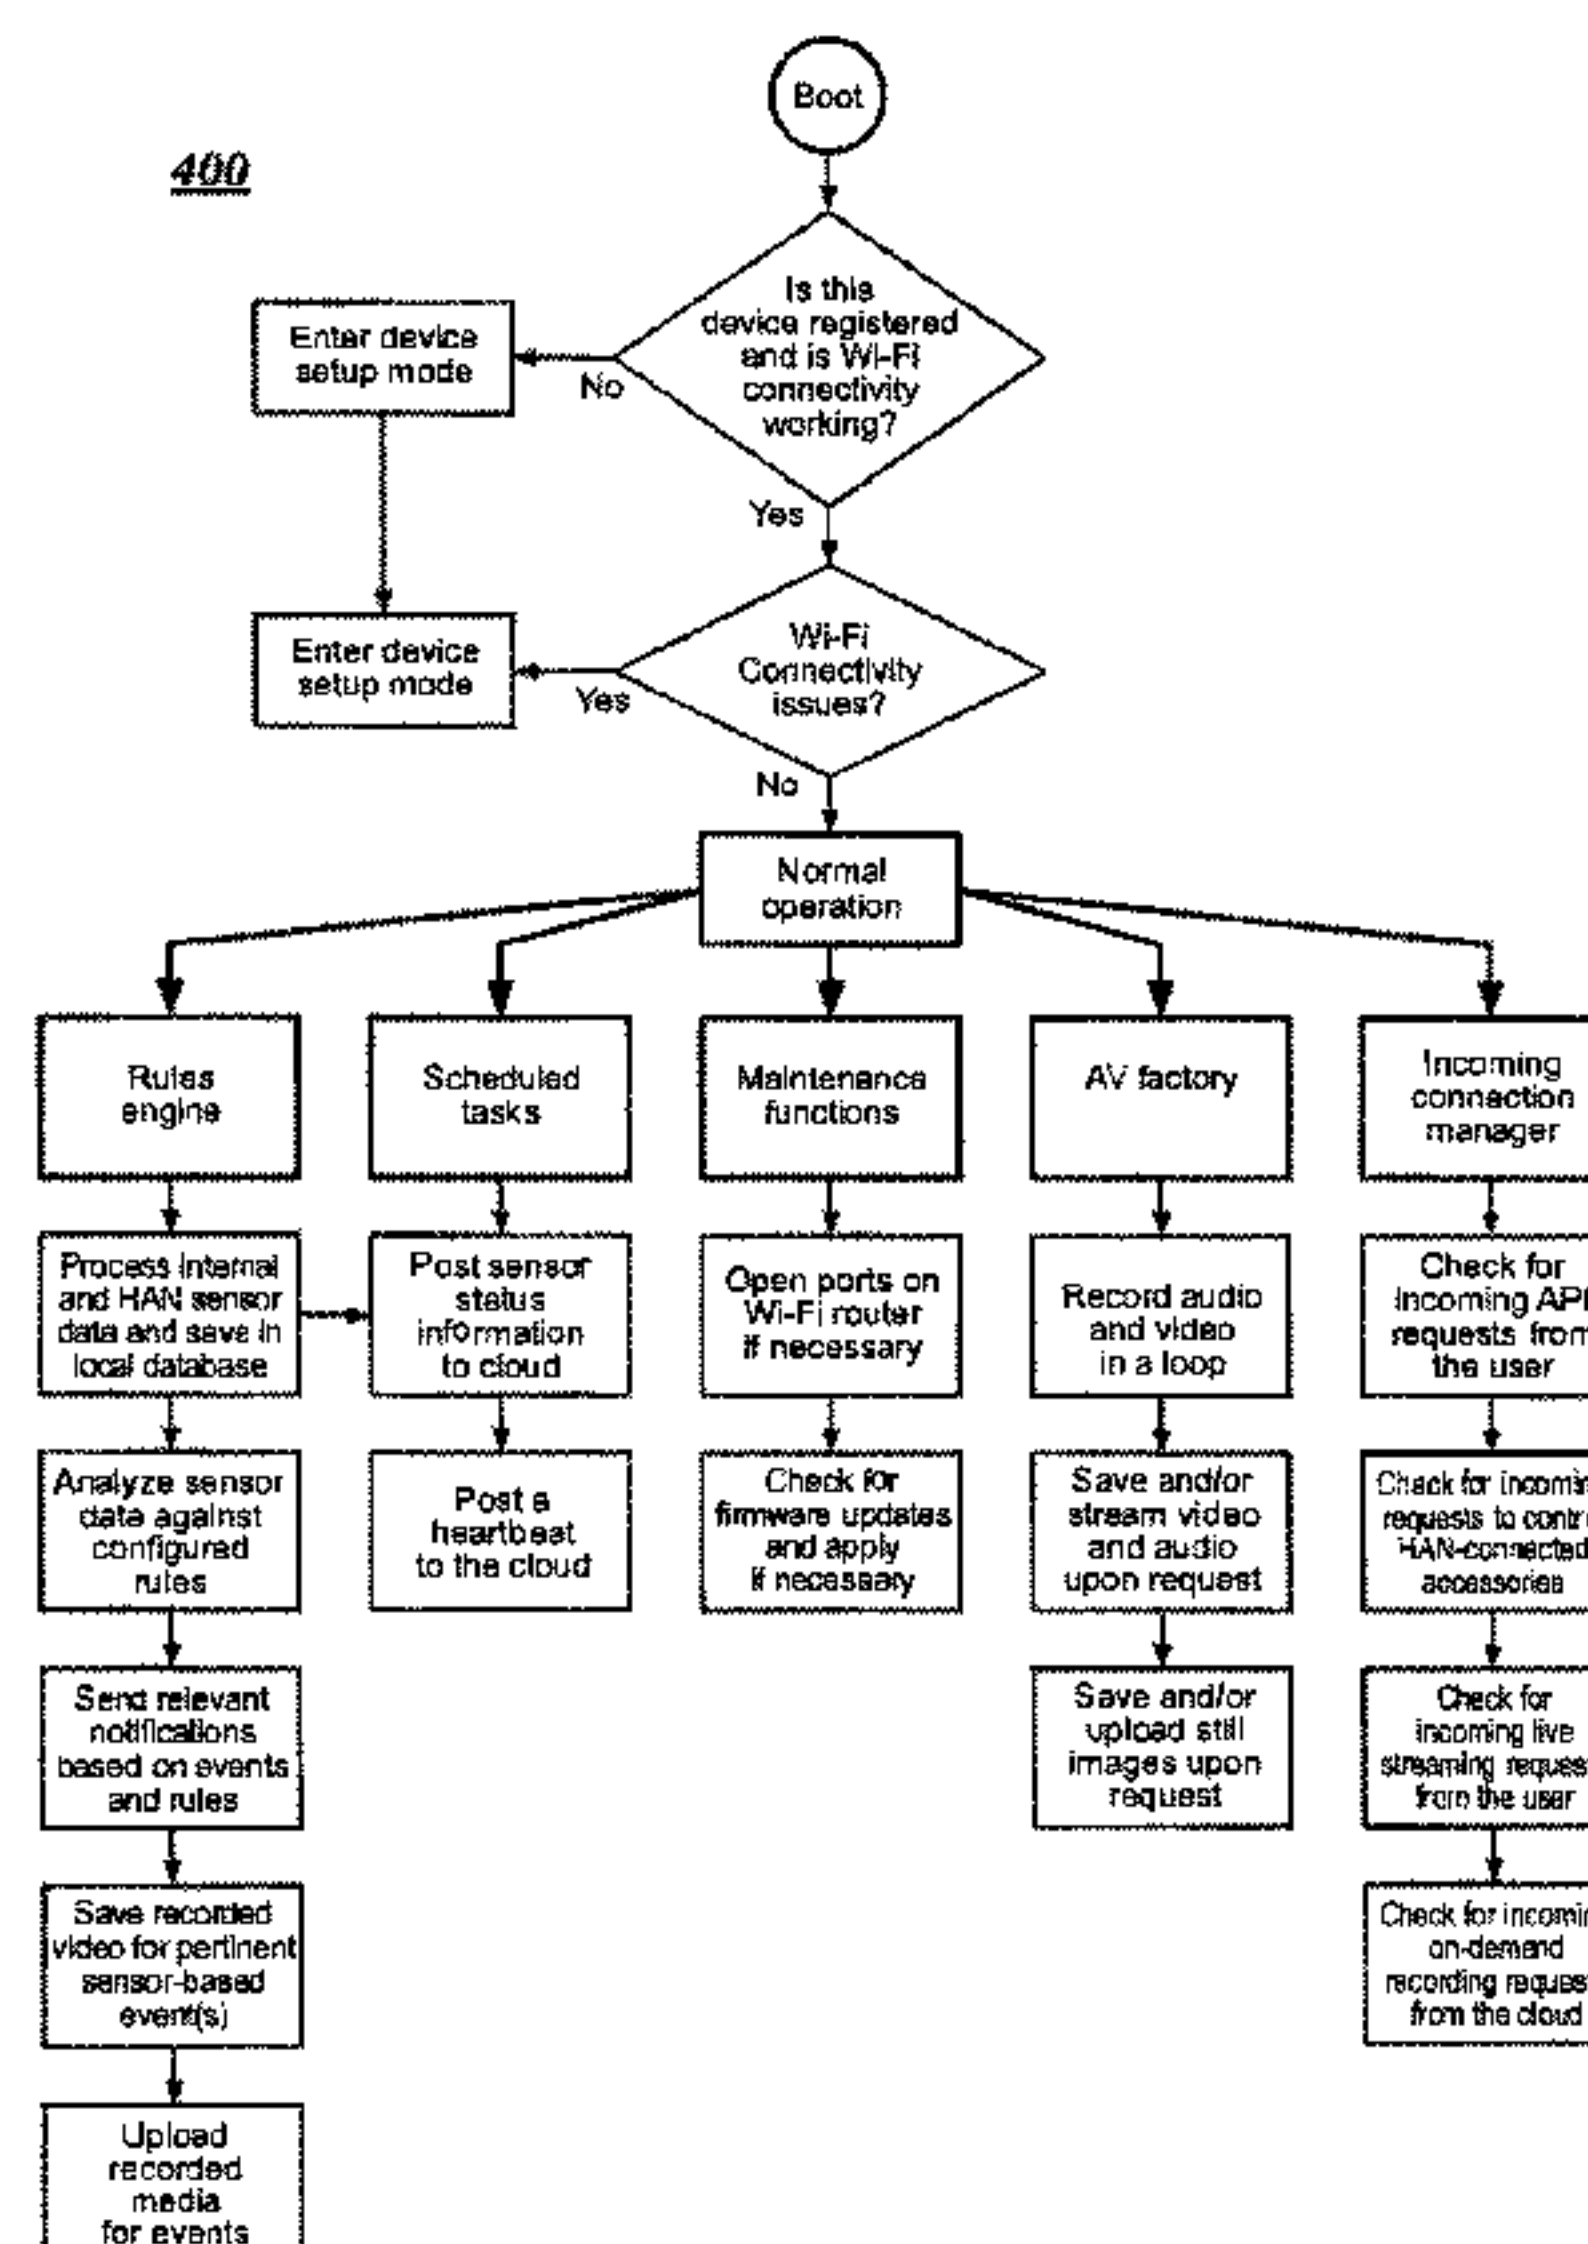 Boot
400
Is this
device registered
and is Wi-Fi
connectivity
working?
Enter device
setup mode
No
Yes
Wi-Fi
Connectivity
issues?
Enter device
setup mode
Yes
No
Normal
operation
Rules
engine
Scheduled
tasks
Maintenance
functions
AV factory
Incoming
connection
manager
Process internal
and HAN sensor
data and save in
local database
Post sensor
status
information
to cloud
Open ports on
Wi-Fi router
if necessary
Record audio
and video
in a loop
Check for
incoming API
requests from
the user
Analyze sensor
data against
configured
rules
Post a
heartbeat
to the cloud
Check for
firmware updates
and apply
if necessary
Save and/or
stream video
and audio
upon request
Check for
requests to
HAN-connected
accessories
Send relevant
notifications
based on events
and rules
Save and/or
upload still
images upon
request
Check for
incoming live
streaming
from the user
Save recorded
video for pertinent
sensor-based
event(s)
Check for
on-demand
recording
from the cloud
Upload
recorded
media
for events